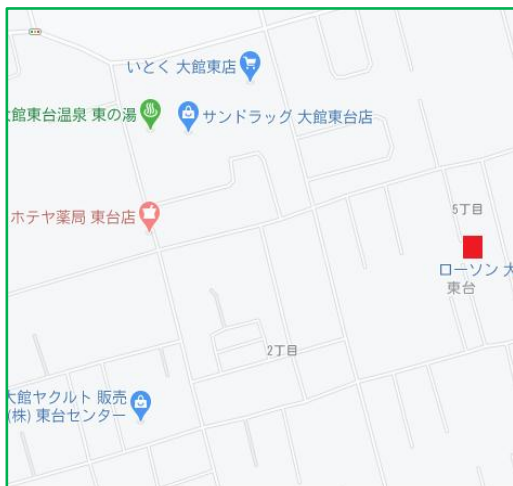 いとく 大館東店
館東台温泉 東の湯
サンドラッグ 大館東台店
ホテヤ薬局 東台店
5丁目
ローソン 大
東台
2丁目
大館ヤクルト 販売
(株) 東台センター